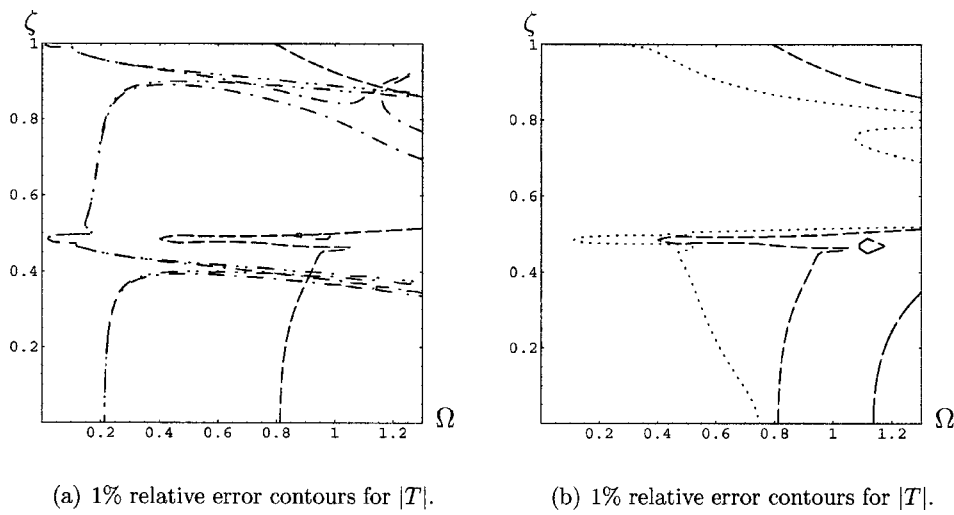 ζ
1
0.8
0.6
0.4
0.2
0.2 0.4 0.6 0.8 1 1.2 Ω
(a) 1% relative error contours for |T|.
ζ
1
0.8
0.6
0.4
0.2
0.2 0.4 0.6 0.8 1 1.2 Ω
(b) 1% relative error contours for |T|.